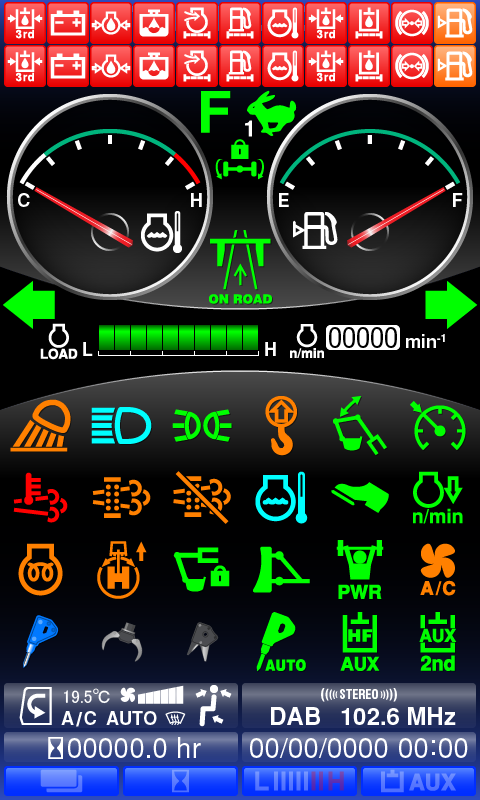 3rd 3rd
3rd 3rd
F 1
C H E F
ON ROAD
LOAD L H n/min 00000 min-1
n/min
H PWR A/C
AUTO HF AUX AUX 2nd
19.5°C ((((STEREO))))
A/C AUTO DAB 102.6 MHz
00000.0 hr 00/00/0000 00:00
L H AUX